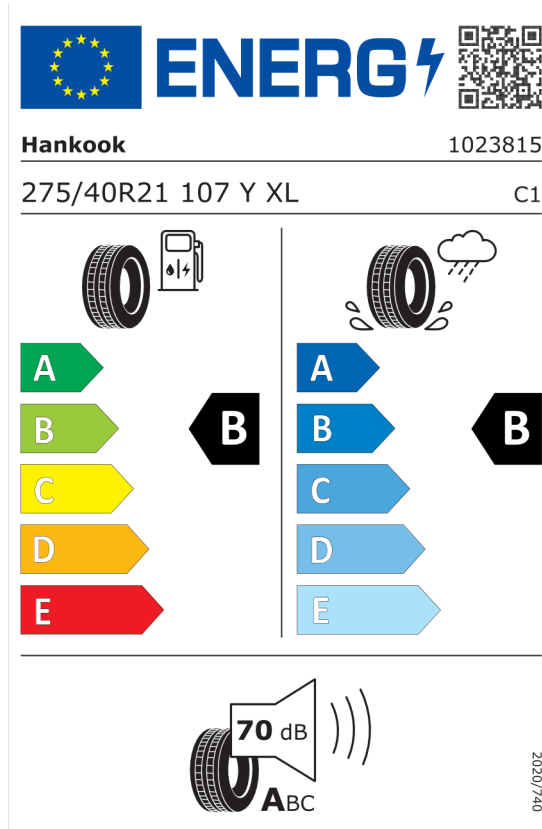 ENERG
Hankook 1023815
275/40R21 107 Y XL C1
A A
B B B B
C C
D D
E E
70 dB
ABC
2020/740